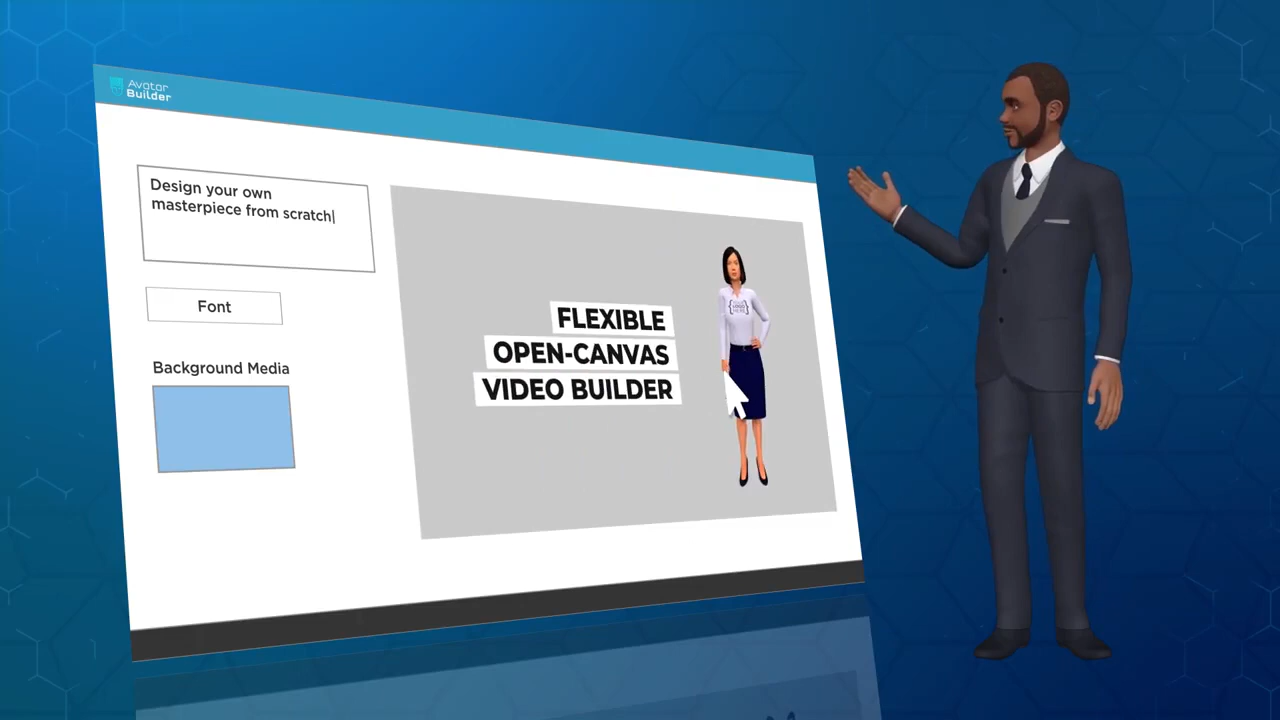 Avatar
Builder
Design your own
masterpiece from scratch
Font
Background Media
FLEXIBLE
OPEN-CANVAS
VIDEO BUILDER